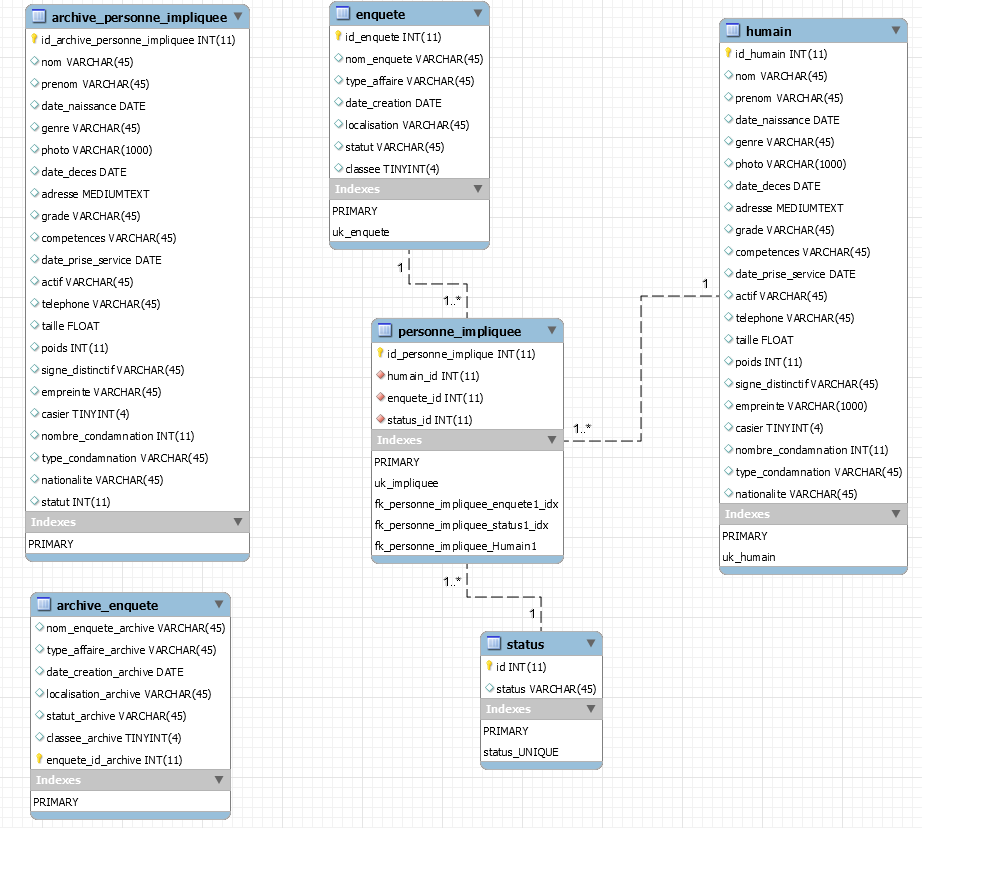 archive_personne_impliquee
id_archive_personne_impliquee INT(11)
nom VARCHAR(45)
prenom VARCHAR(45)
date_naissance DATE
genre VARCHAR(45)
photo VARCHAR(1000)
date_deces DATE
adresse MEDIUMTEXT
grade VARCHAR(45)
competences VARCHAR(45)
date_prise_service DATE
actif VARCHAR(45)
telephone VARCHAR(45)
taille FLOAT
poids INT(11)
signe_distinctif VARCHAR(45)
empreinte VARCHAR(45)
casier TINYINT(4)
nombre_condamnation INT(11)
type_condamnation VARCHAR(45)
nationalite VARCHAR(45)
statut INT(11)
Indexes
PRIMARY
archive_enquete
nom_enquete_archive VARCHAR(45)
type_affaire_archive VARCHAR(45)
date_creation_archive DATE
localisation_archive VARCHAR(45)
statut_archive VARCHAR(45)
classee_archive TINYINT(4)
enquete_id_archive INT(11)
Indexes
PRIMARY
enquete
id_enquete INT(11)
nom_enquete VARCHAR(45)
type_affaire VARCHAR(45)
date_creation DATE
localisation VARCHAR(45)
statut VARCHAR(45)
classee TINYINT(4)
Indexes
PRIMARY
uk_enquete
1
1..*
personne_impliquee
id_personne_implique INT(11)
humain_id INT(11)
enquete_id INT(11)
status_id INT(11)
Indexes
PRIMARY
uk_impliquee
fk_personne_impliquee_enquete1_idx
fk_personne_impliquee_status1_idx
fk_personne_impliquee_Humain1
1..*
1
1..*
1
status
id INT(11)
status VARCHAR(45)
Indexes
PRIMARY
status_UNIQUE
humain
id_humain INT(11)
nom VARCHAR(45)
prenom VARCHAR(45)
date_naissance DATE
genre VARCHAR(45)
photo VARCHAR(1000)
date_deces DATE
adresse MEDIUMTEXT
grade VARCHAR(45)
competences VARCHAR(45)
date_prise_service DATE
actif VARCHAR(45)
telephone VARCHAR(45)
taille FLOAT
poids INT(11)
signe_distinctif VARCHAR(45)
empreinte VARCHAR(1000)
casier TINYINT(4)
nombre_condamnation INT(11)
type_condamnation VARCHAR(45)
nationalite VARCHAR(45)
Indexes
PRIMARY
uk_humain